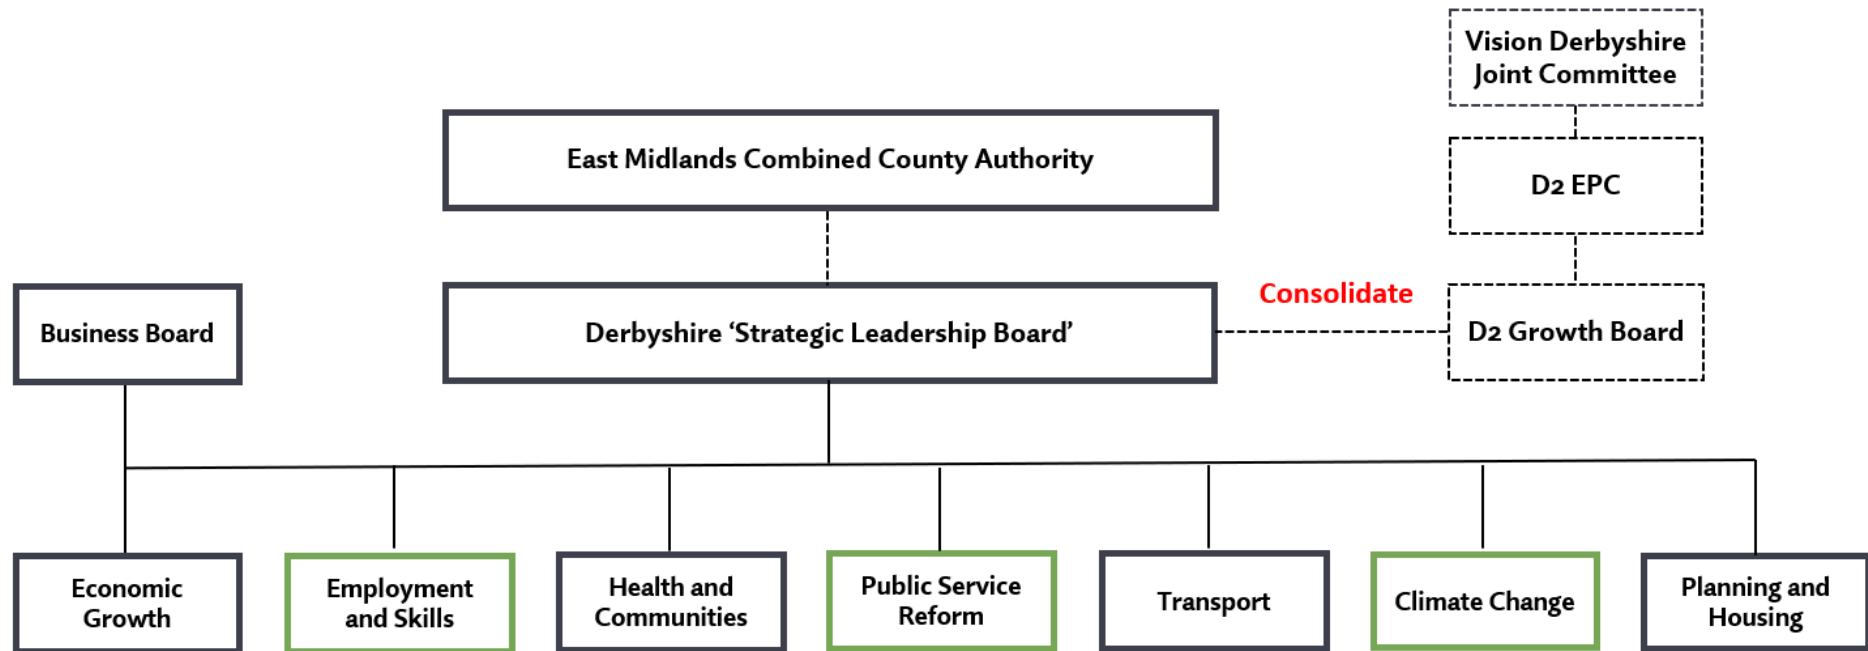 Vision Derbyshire
Joint Committee
East Midlands Combined County Authority
D2 EPC
Consolidate
Business Board
Derbyshire ‘Strategic Leadership Board’
D2 Growth Board
Economic
Growth
Employment
and Skills
Health and
Communities
Public Service
Reform
Transport
Climate Change
Planning and
Housing